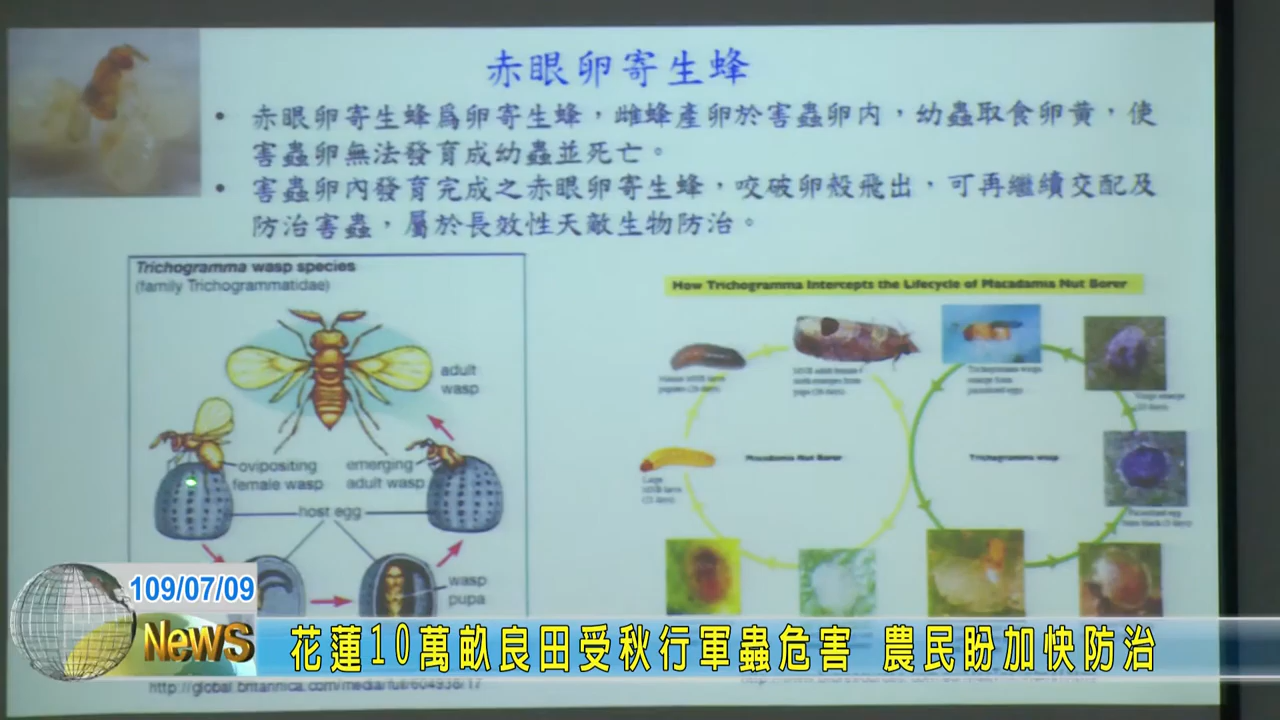 赤眼卵寄生蜂
• 赤眼卵寄生蜂為卵寄生蜂，雌蜂產卵於害蟲卵內，幼蟲取食卵黃，使
害蟲卵無法發育成幼蟲並死亡。
• 害蟲卵內發育完成之赤眼卵寄生蜂，咬破卵殼飛出，可再繼續交配及
防治害蟲，屬於長效性天敵生物防治。
Trichogramma wasp species
(family Trichogrammatidae)
adult
wasp
ovipositing
female wasp
emerging
adult wasp
host egg
wasp
pupa
How Trichogramma Intercepts the Lifecycle of Macadamia Nut Borer
Macadamia Nut Borer
Trichogramma wasp
109/07/09
News
花蓮10萬畝良田受秋行軍蟲危害 農民盼加快防治